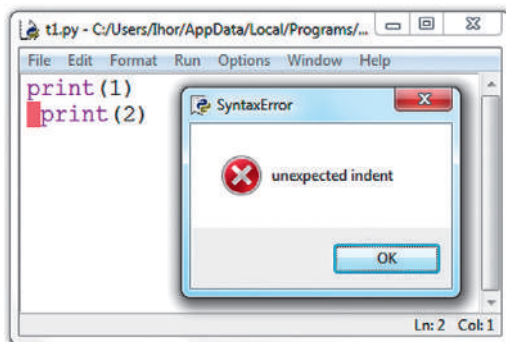 t1.py - C:/Users/Ihor/AppData/Local/Programs/...
File Edit Format Run Options Window Help
print(1)
 print(2)
SyntaxError
unexpected indent
OK
Ln: 2 Col: 1